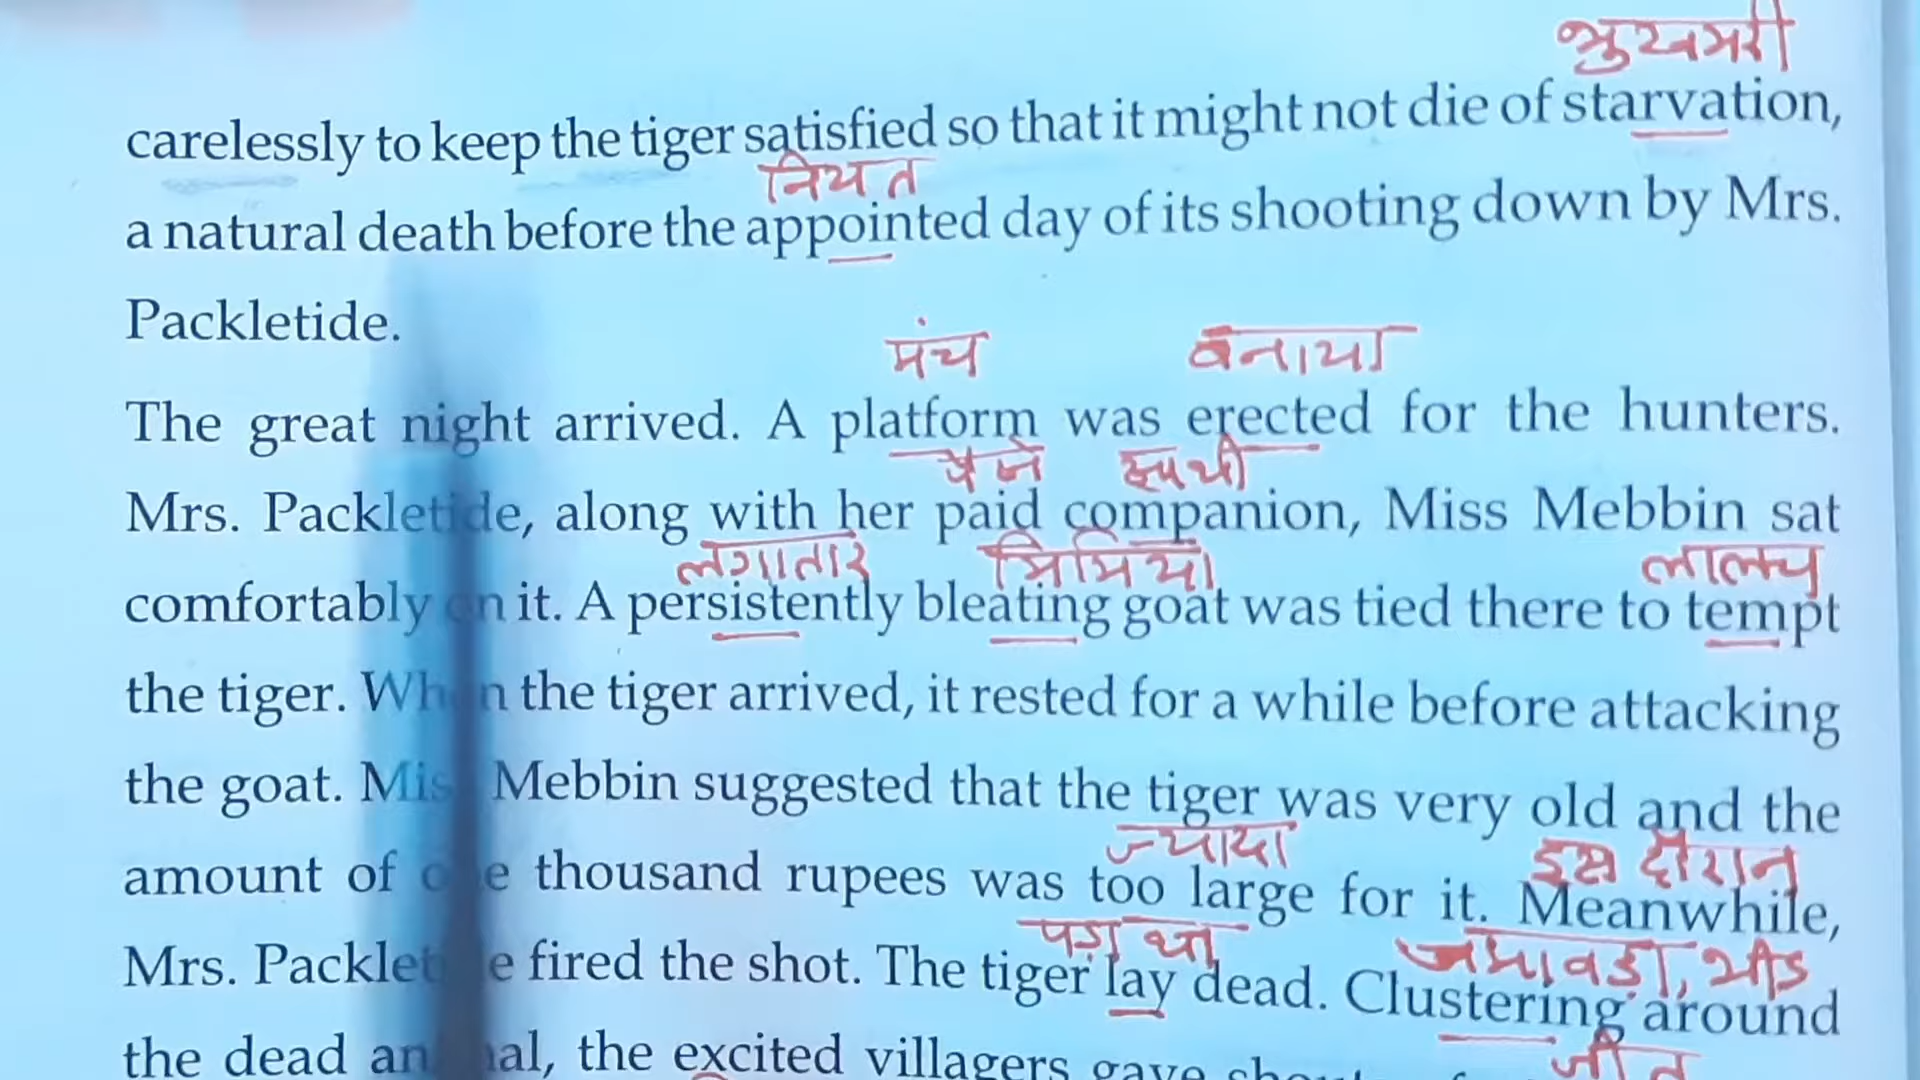 भुखमरी
carelessly to keep the tiger satisfied so that it might not die of starvation,
नियत
a natural death before the appointed day of its shooting down by Mrs.
Packletide.
मंच बनाया
The great night arrived. A platform was erected for the hunters.
साथी
Mrs. Packletide, along with her paid companion, Miss Mebbin sat
लगातार मिमिया लालच
comfortably on it. A persistently bleating goat was tied there to tempt
the tiger. When the tiger arrived, it rested for a while before attacking
the goat. Miss Mebbin suggested that the tiger was very old and the
ज्यादा इस दौरान
amount of one thousand rupees was too large for it. Meanwhile,
पड़ा था जमावड़ा, भीड़
Mrs. Packletide fired the shot. The tiger lay dead. Clustering around
जीत
the dead animal, the excited villagers gave